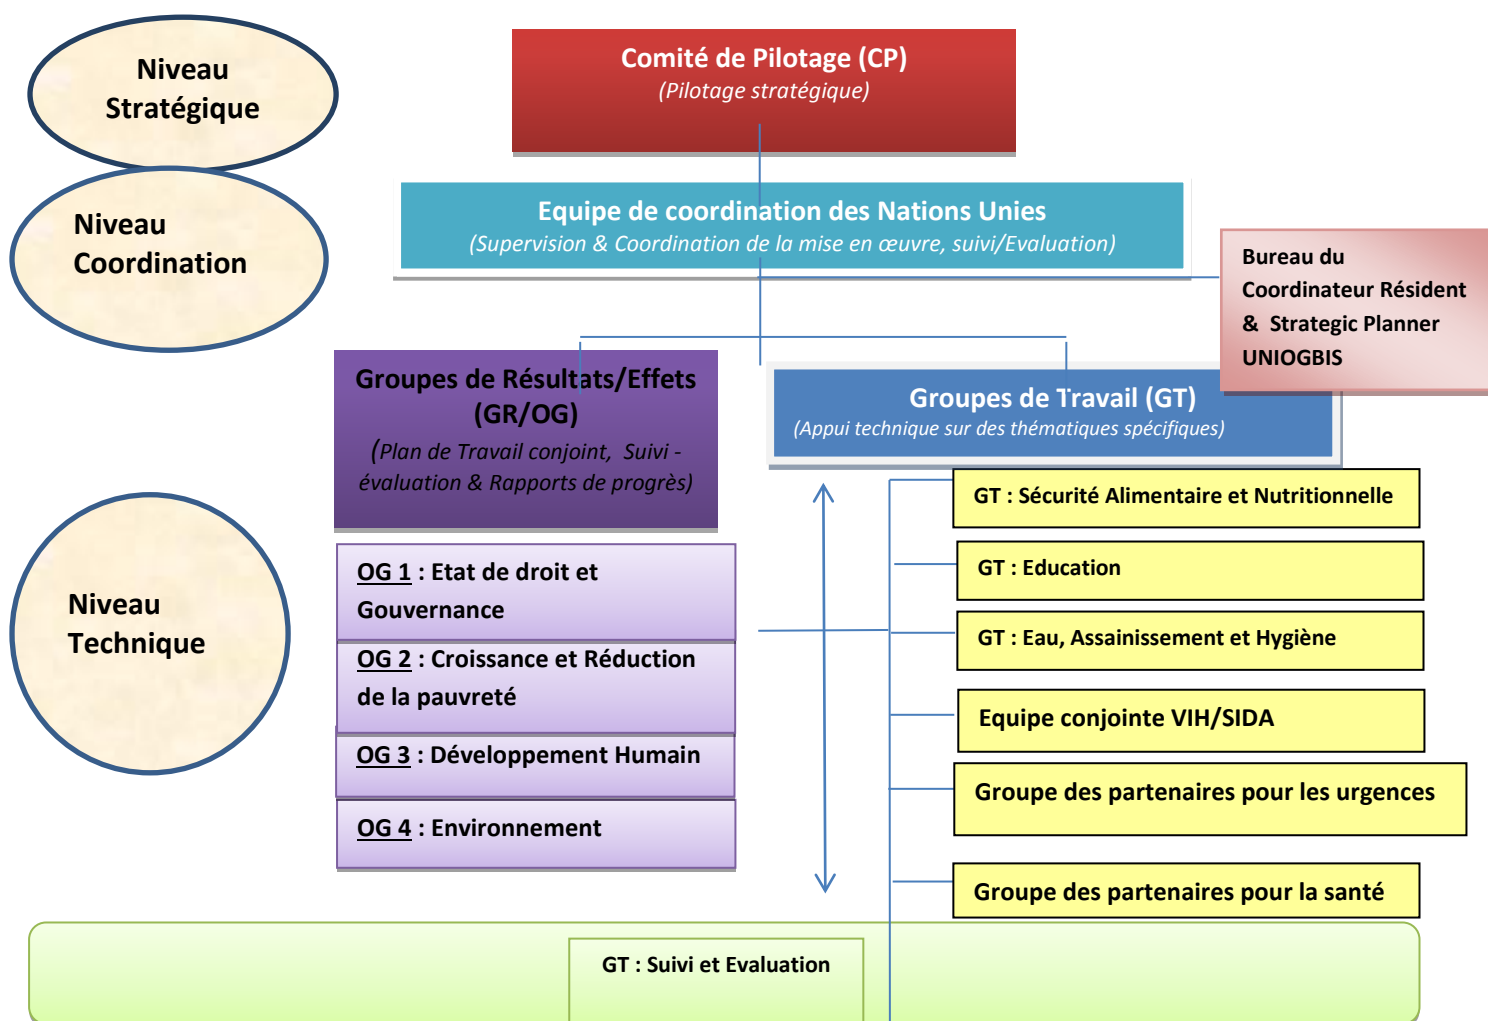 Niveau
Stratégique
Comité de Pilotage (CP)
(Pilotage stratégique)
Niveau
Coordination
Equipe de coordination des Nations Unies
(Supervision & Coordination de la mise en œuvre, suivi/Evaluation)
Bureau du
Coordinateur Résident
& Strategic Planner
UNIOGBIS
Groupes de Résultats/Effets
(GR/OG)
(Plan de Travail conjoint, Suivi -
évaluation & Rapports de progrès)
Groupes de Travail (GT)
(Appui technique sur des thématiques spécifiques)
Niveau
Technique
OG 1 : Etat de droit et
Gouvernance
OG 2 : Croissance et Réduction
de la pauvreté
OG 3 : Développement Humain
OG 4 : Environnement
GT : Sécurité Alimentaire et Nutritionnelle
GT : Education
GT : Eau, Assainissement et Hygiène
Equipe conjointe VIH/SIDA
Groupe des partenaires pour les urgences
Groupe des partenaires pour la santé
GT : Suivi et Evaluation